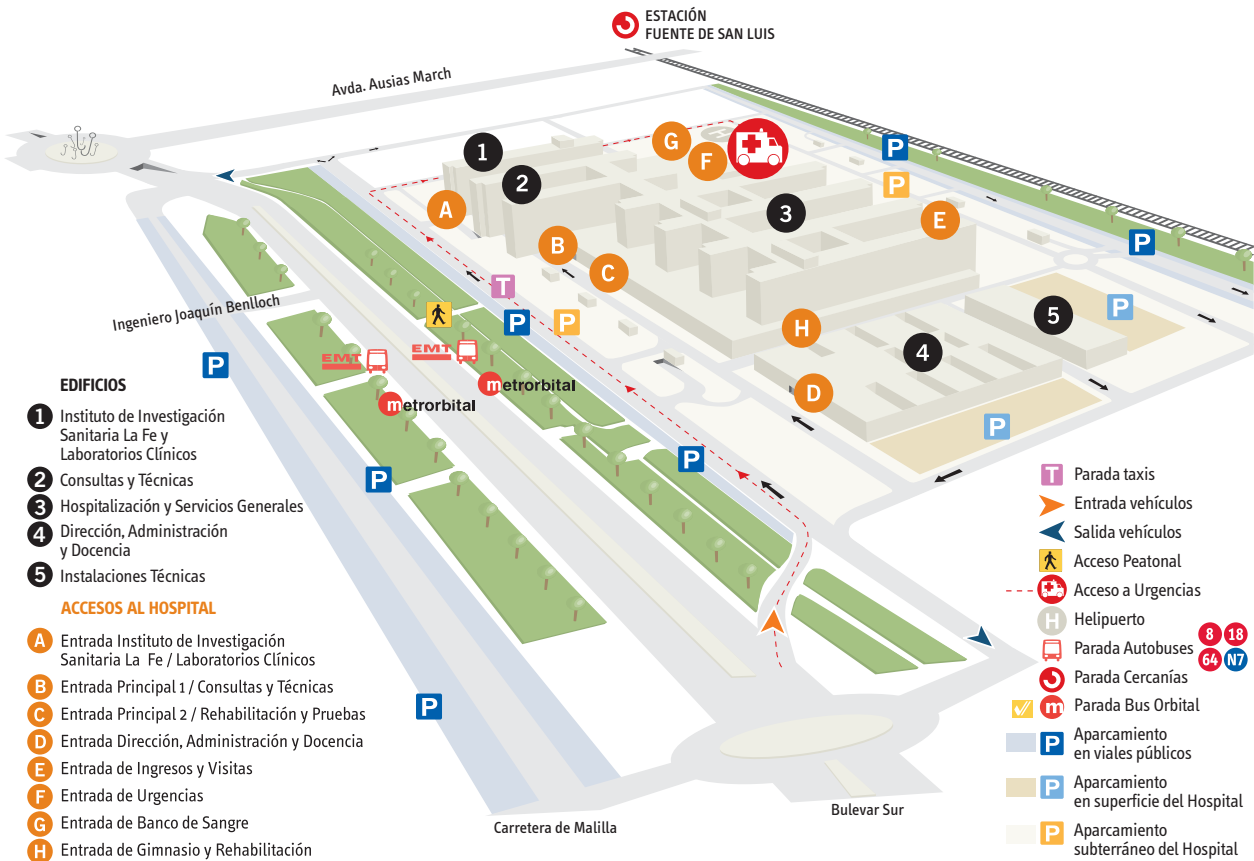 ESTACIÓN
FUENTE DE SAN LUIS
Avda. Ausias March
1
2
3
4
5
A
B
C
D
E
F
G
H
H
T
P
P
P
P
P
P
P
P
P
P
P
Ingeniero Joaquín Benlloch
EMT
EMT
metrorbital
metrorbital
Carretera de Malilla
Bulevar Sur
EDIFICIOS
1 Instituto de Investigación
Sanitaria La Fe y
Laboratorios Clínicos
2 Consultas y Técnicas
3 Hospitalización y Servicios Generales
4 Dirección, Administración
y Docencia
5 Instalaciones Técnicas
ACCESOS AL HOSPITAL
A Entrada Instituto de Investigación
Sanitaria La Fe / Laboratorios Clínicos
B Entrada Principal 1 / Consultas y Técnicas
C Entrada Principal 2 / Rehabilitación y Pruebas
D Entrada Dirección, Administración y Docencia
E Entrada de Ingresos y Visitas
F Entrada de Urgencias
G Entrada de Banco de Sangre
H Entrada de Gimnasio y Rehabilitación
T Parada taxis
Entrada vehículos
Salida vehículos
Acceso Peatonal
Acceso a Urgencias
H Helipuerto
Parada Autobuses 8 18
64 N7
Parada Cercanías
m Parada Bus Orbital
P Aparcamiento
en viales públicos
P Aparcamiento
en superficie del Hospital
P Aparcamiento
subterráneo del Hospital